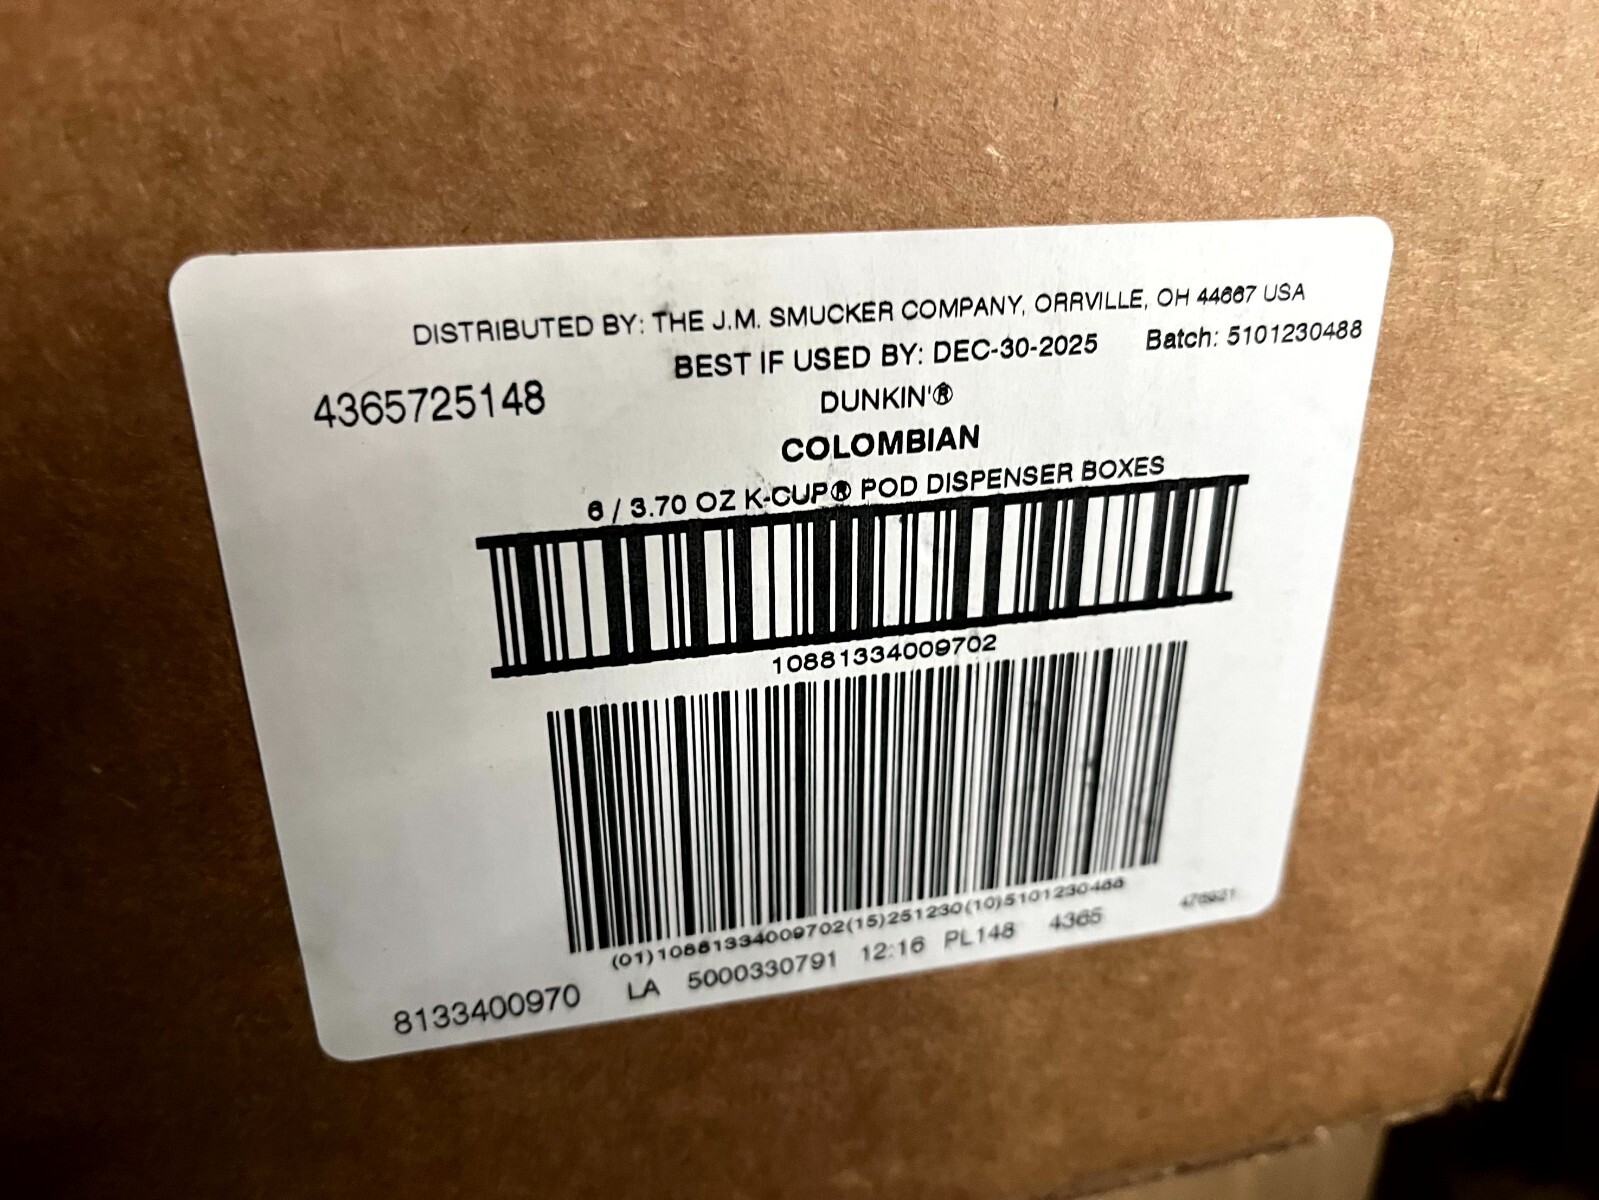 DISTRIBUTED BY: THE J.M. SMUCKER COMPANY, ORRVILLE, OH 44667 USA
BEST IF USED BY: DEC-30-2025 Batch: 5101230488
4365725148
DUNKIN'®
COLOMBIAN
6 / 3.70 OZ K-CUP® POD DISPENSER BOXES
10881334009702
(01)10881334009702(15)251230(10)5101230488
8133400970 LA 5000330791 12:16 PL148 4365